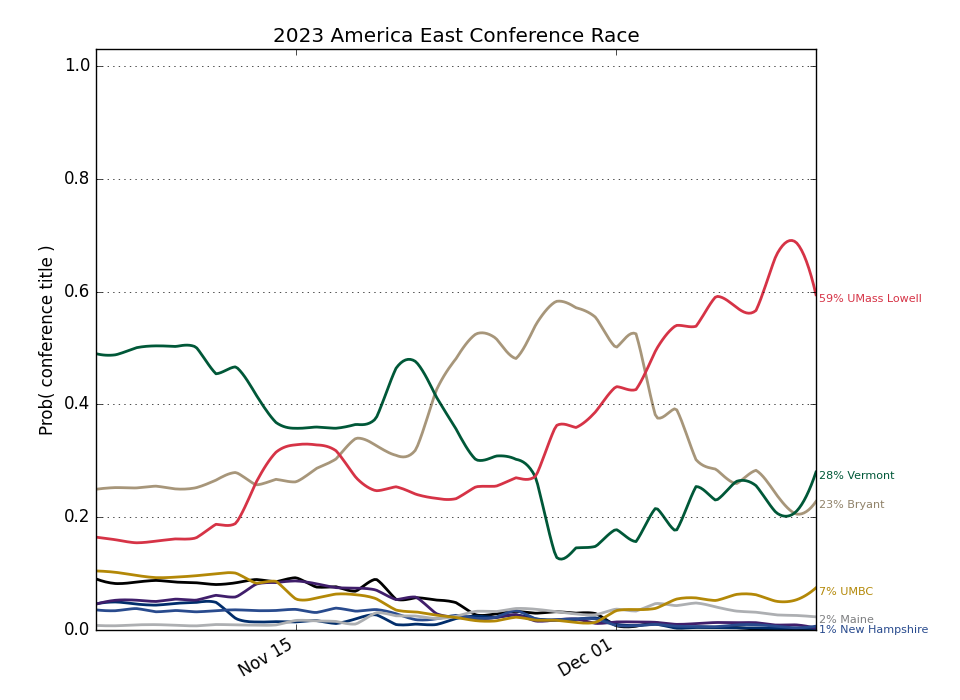 2023 America East Conference Race
1.0
0.8
0.6
0.4
0.2
0.0
Prob( conference title )
Nov 15
Dec 01
59% UMass Lowell
28% Vermont
23% Bryant
7% UMBC
2% Maine
1% New Hampshire